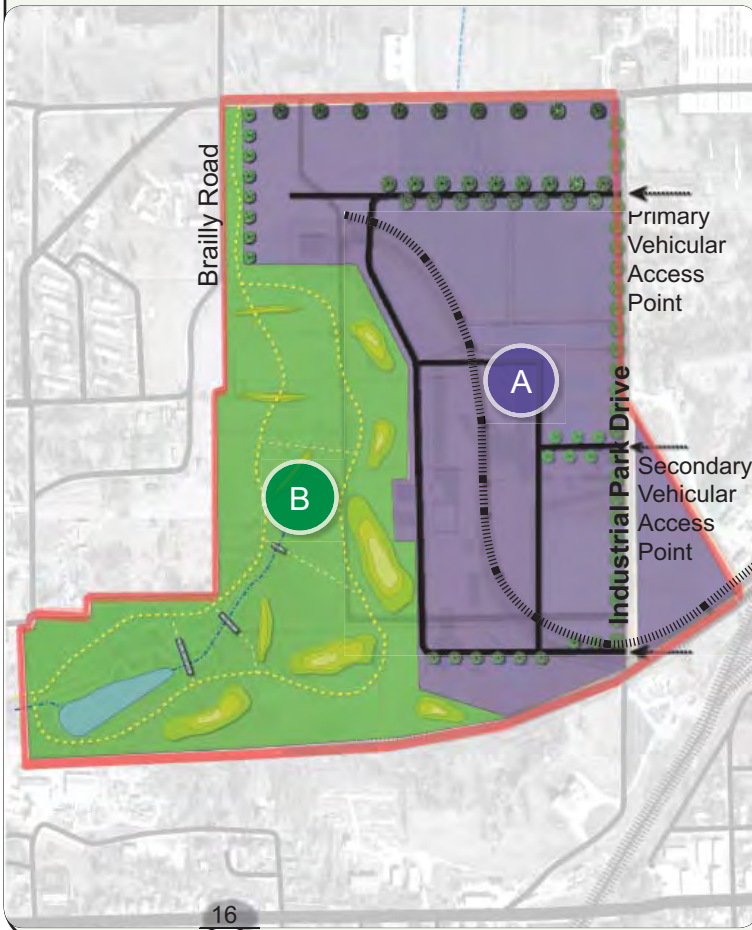 Brailly Road
Primary
Vehicular
Access
Point
A
Industrial Park Drive
Secondary
Vehicular
Access
Point
B
16